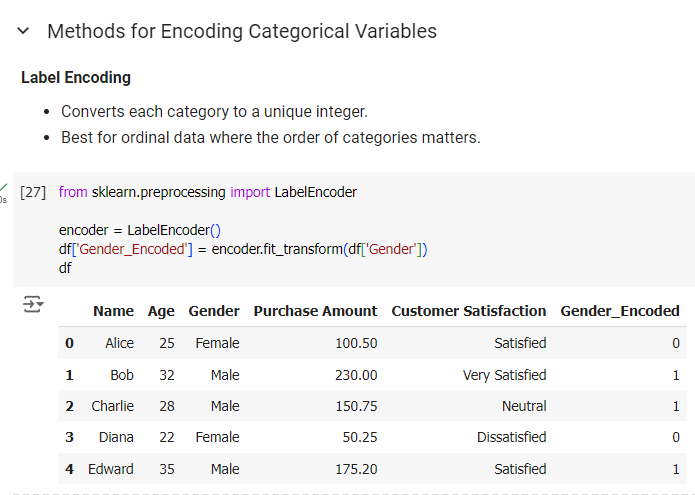 Methods for Encoding Categorical Variables
Label Encoding
• Converts each category to a unique integer.
• Best for ordinal data where the order of categories matters.
[27] from sklearn.preprocessing import LabelEncoder
0s
encoder = LabelEncoder()
df['Gender_Encoded'] = encoder.fit_transform(df['Gender'])
df
Name Age Gender Purchase Amount Customer Satisfaction Gender_Encoded
0 Alice 25 Female 100.50 Satisfied 0
1 Bob 32 Male 230.00 Very Satisfied 1
2 Charlie 28 Male 150.75 Neutral 1
3 Diana 22 Female 50.25 Dissatisfied 0
4 Edward 35 Male 175.20 Satisfied 1